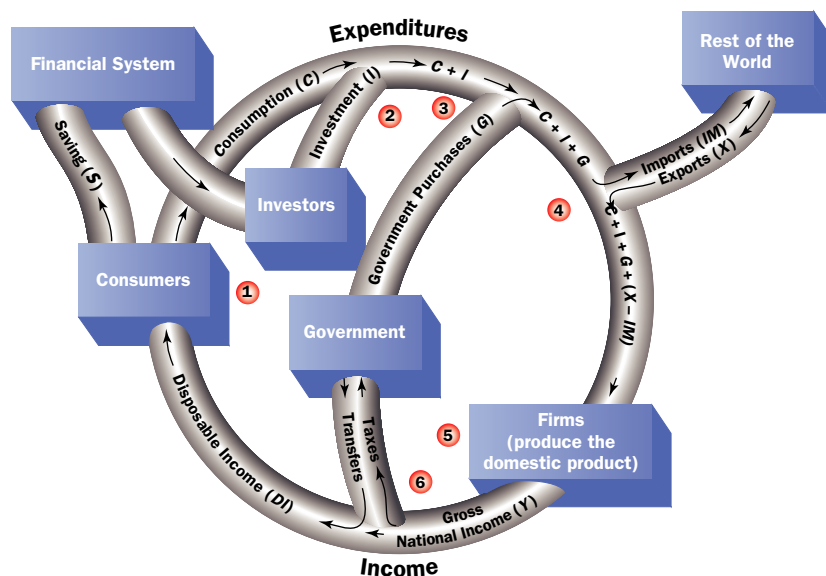 Expenditures
Financial System
Rest of the
World
Consumption (C)
C + I
Investment (I)
2
3
Saving (S)
Government Purchases (G)
C + I + G
Imports (IM)
Exports (X)
Investors
4
C + I + G + (X – IM)
Consumers
1
Government
Disposable Income (DI)
Transfers
Taxes
5
Firms
(produce the
domestic product)
6
Gross
National Income (Y)
Income